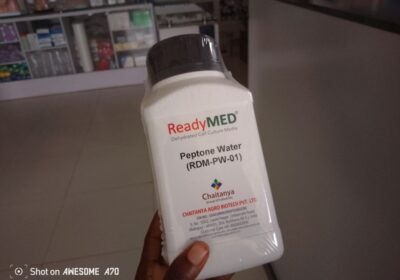 ReadyMED®
Dehydrated Cell Culture Media
Peptone Water
(RDM-PW-01)
Chaitanya
CHAITANYA AGRO BIOTECH PVT. LTD.
Shot on AWESOME A70